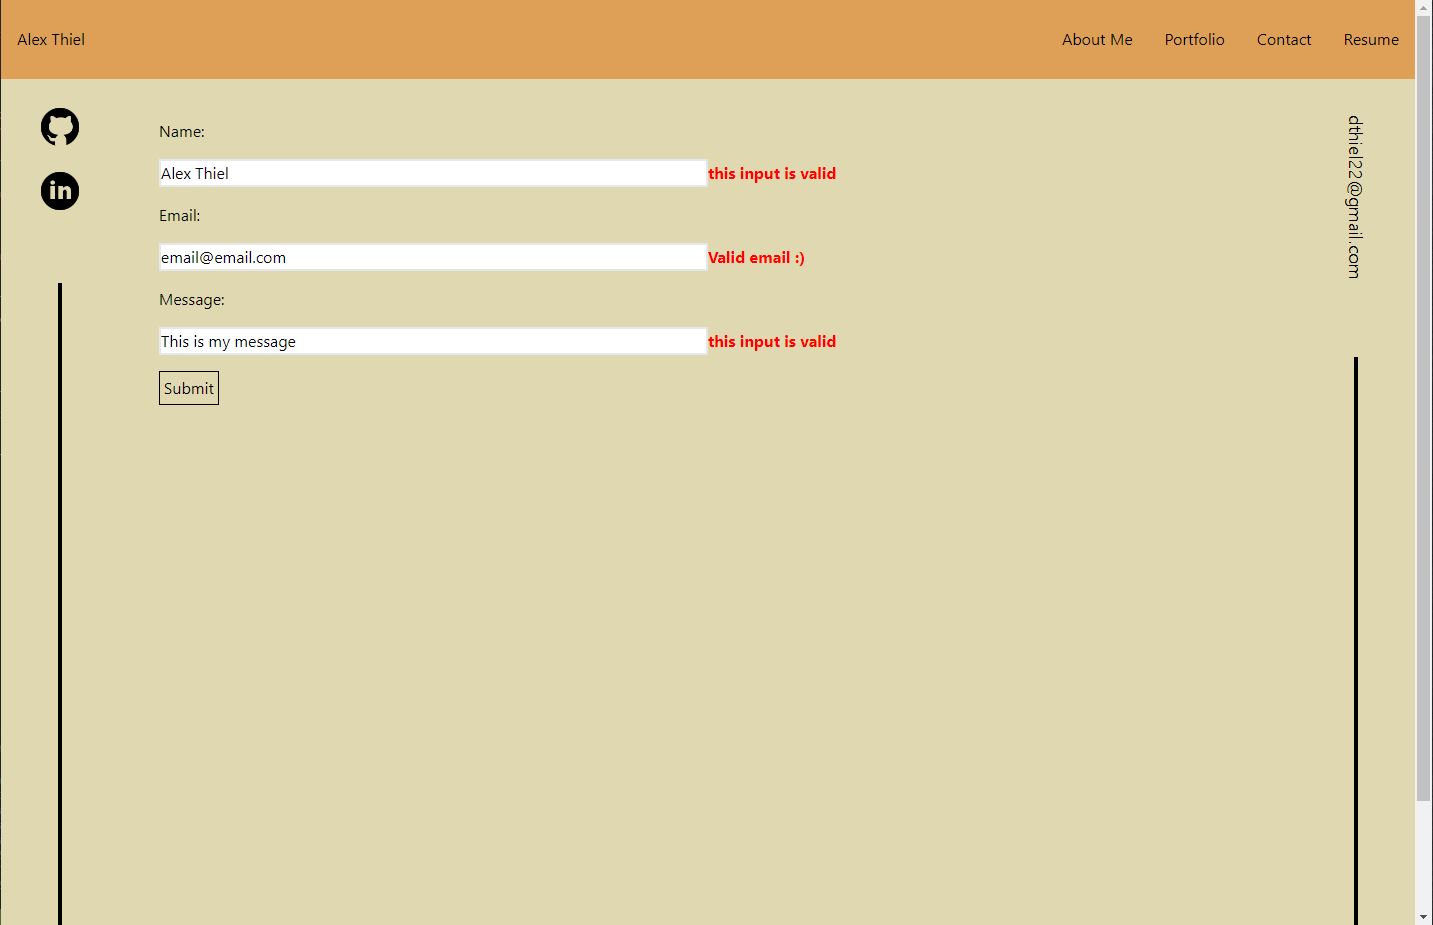 Alex Thiel
About Me
Portfolio
Contact
Resume
in
Name:
Alex Thiel
this input is valid
Email:
email@email.com
Valid email :)
Message:
This is my message
this input is valid
Submit
dthiel22@gmail.com